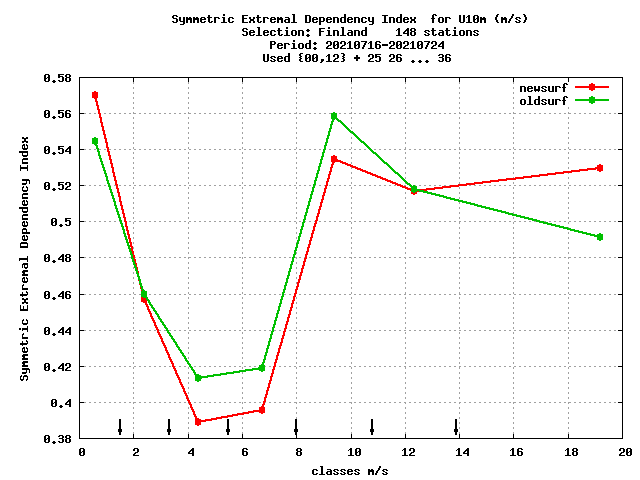 Symmetric Extremal Dependency Index  for U10m (m/s)
Selection: Finland    148 stations
Period: 20210716-20210724
Used {00,12} + 25 26 ... 36
newsurf
oldsurf
Symmetric Extremal Dependency Index
0.58
0.56
0.54
0.52
0.5
0.48
0.46
0.44
0.42
0.4
0.38
0 2 4 6 8 10 12 14 16 18 20
classes m/s